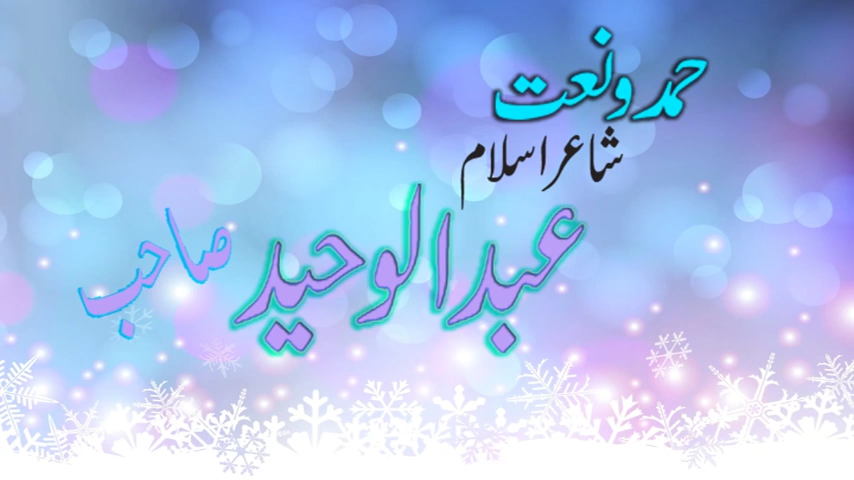 حمد و نعت
شاعر اسلام
عبدالوحید صاحب